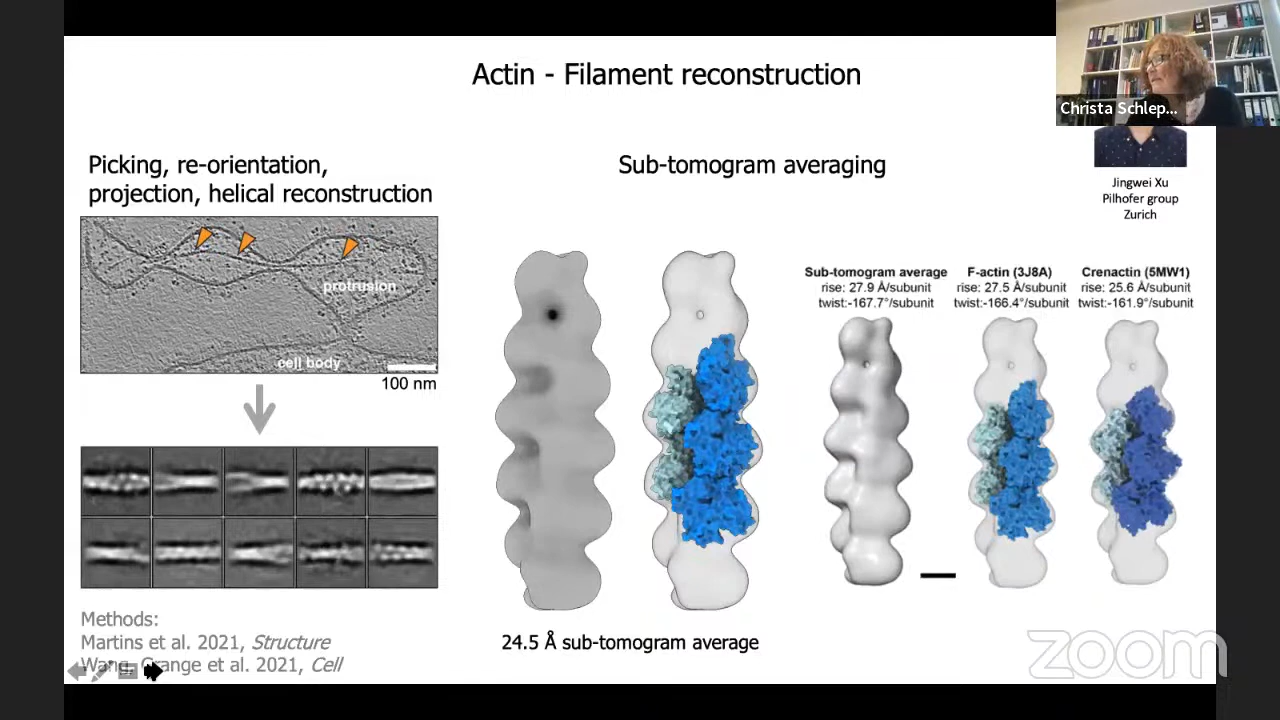 Actin - Filament reconstruction
Christa Schlep...
Jingwei Xu
Pilhofer group
Zurich
Picking, re-orientation,
projection, helical reconstruction
protrusion
cell body
100 nm
Methods:
Martins et al. 2021, Structure
Wang, Grange et al. 2021, Cell
Sub-tomogram averaging
24.5 Å sub-tomogram average
Sub-tomogram average
rise: 27.9 Å/subunit
twist:-167.7°/subunit
F-actin (3J8A)
rise: 27.5 Å/subunit
twist:-166.4°/subunit
Crenactin (5MW1)
rise: 25.6 Å/subunit
twist:-161.9°/subunit
zoom